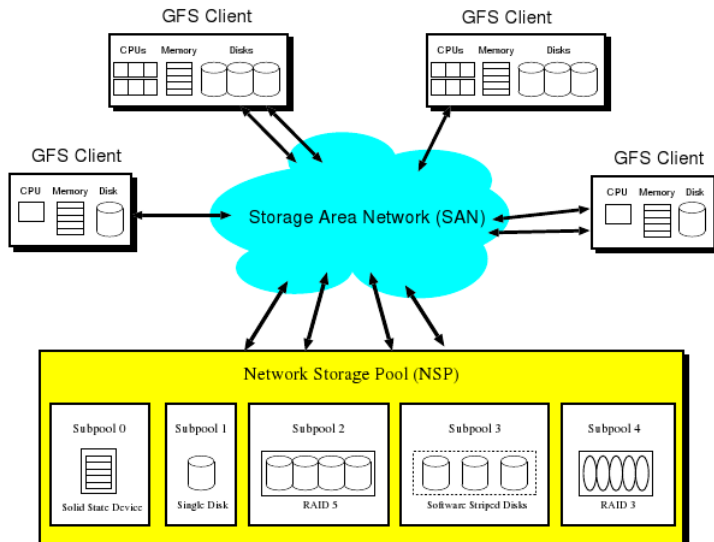 GFS Client
CPUs Memory Disks
GFS Client
CPUs Memory Disks
GFS Client
CPU Memory Disk
GFS Client
CPU Memory Disk
Storage Area Network (SAN)
Network Storage Pool (NSP)
Subpool 0
Solid State Device
Subpool 1
Single Disk
Subpool 2
RAID 5
Subpool 3
Software Striped Disks
Subpool 4
RAID 3